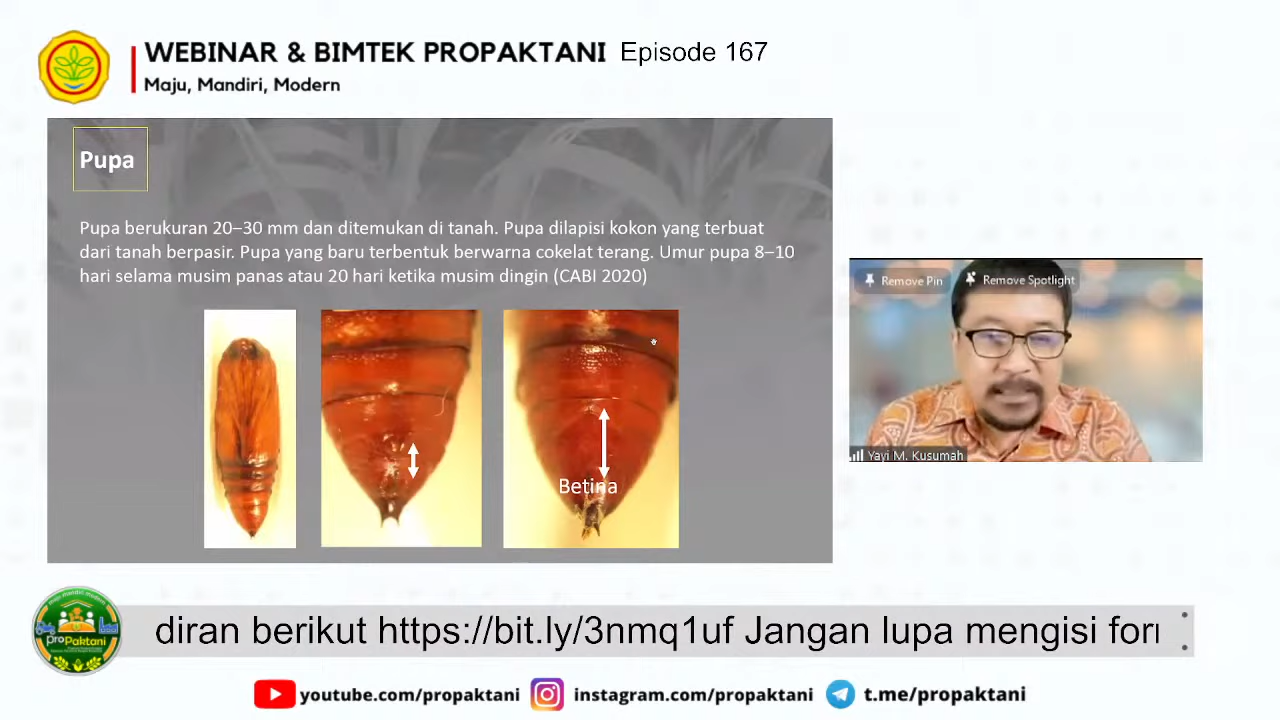 WEBINAR & BIMTEK PROPAKTANI Episode 167
Maju, Mandiri, Modern
Pupa
Pupa berukuran 20–30 mm dan ditemukan di tanah. Pupa dilapisi kokon yang terbuat
dari tanah berpasir. Pupa yang baru terbentuk berwarna cokelat terang. Umur pupa 8–10
hari selama musim panas atau 20 hari ketika musim dingin (CABI 2020)
Betina
Remove Pin Remove Spotlight
Yayi M. Kusumah
proPaktani
diran berikut https://bit.ly/3nmq1uf Jangan lupa mengisi for
youtube.com/propaktani instagram.com/propaktani t.me/propaktani